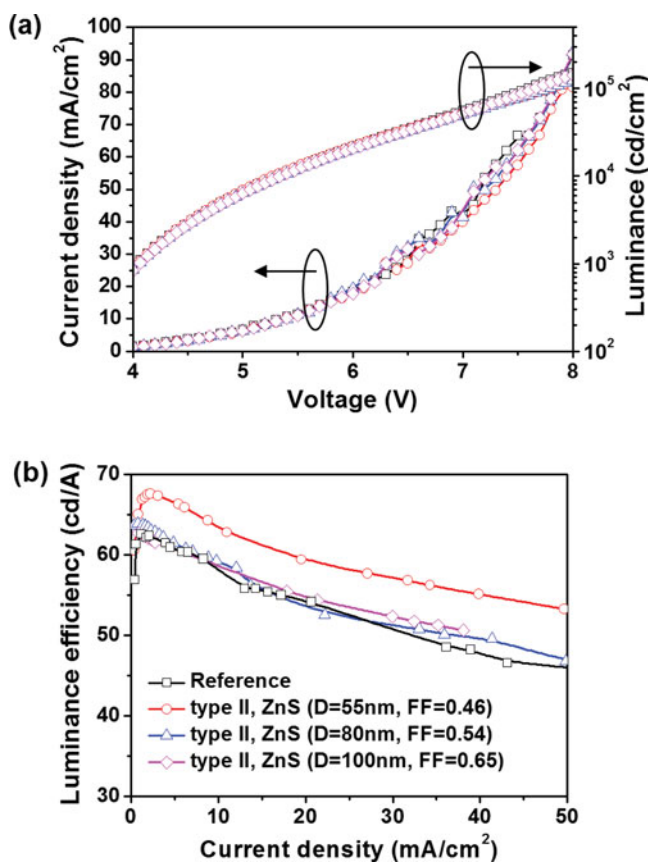 (a)
100
90
80
70
60
50
40
30
20
10
0
Current density (mA/cm²)
10⁵
10⁴
10³
10²
Luminance (cd/cm²)
4 5 6 7 8
Voltage (V)
(b)
70
60
50
40
30
Luminance efficiency (cd/A)
Reference
type II, ZnS (D=55nm, FF=0.46)
type II, ZnS (D=80nm, FF=0.54)
type II, ZnS (D=100nm, FF=0.65)
0 10 20 30 40 50
Current density (mA/cm²)